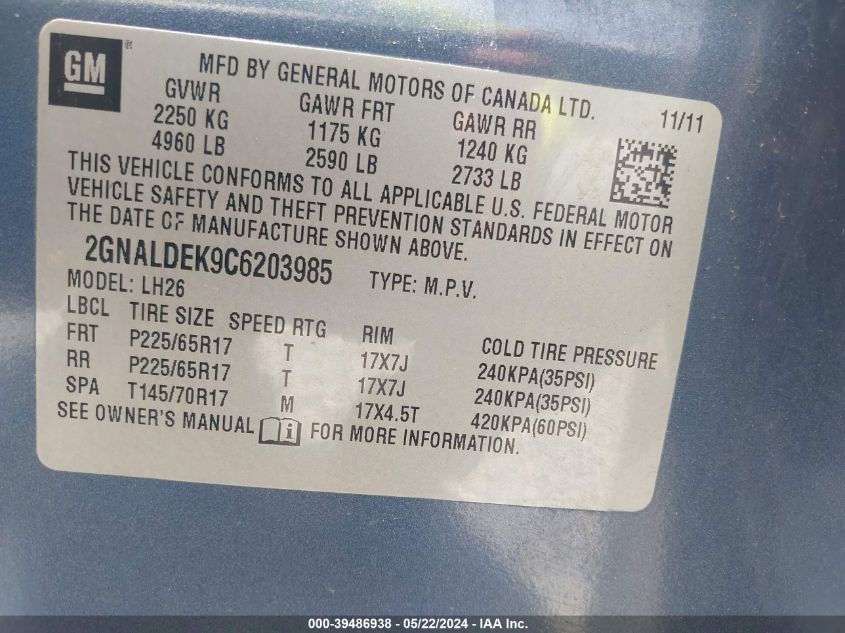 GM ®
MFD BY GENERAL MOTORS OF CANADA LTD. 11/11
GVWR GAWR FRT GAWR RR
2250 KG 1175 KG 1240 KG
4960 LB 2590 LB 2733 LB
THIS VEHICLE CONFORMS TO ALL APPLICABLE U.S. FEDERAL MOTOR
VEHICLE SAFETY AND THEFT PREVENTION STANDARDS IN EFFECT ON
THE DATE OF MANUFACTURE SHOWN ABOVE.
2GNALDEK9C6203985 TYPE: M.P.V.
MODEL: LH26
LBCL TIRE SIZE SPEED RTG RIM COLD TIRE PRESSURE
FRT P225/65R17 T 17X7J 240KPA(35PSI)
RR P225/65R17 T 17X7J 240KPA(35PSI)
SPA T145/70R17 M 17X4.5T 420KPA(60PSI)
SEE OWNER'S MANUAL i FOR MORE INFORMATION.
000-39486938 - 05/22/2024 - IAA Inc.